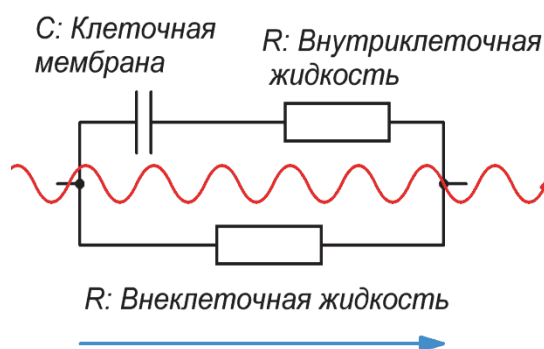 С: Клеточная
мембрана
R: Внутриклеточная
жидкость
R: Внеклеточная жидкость